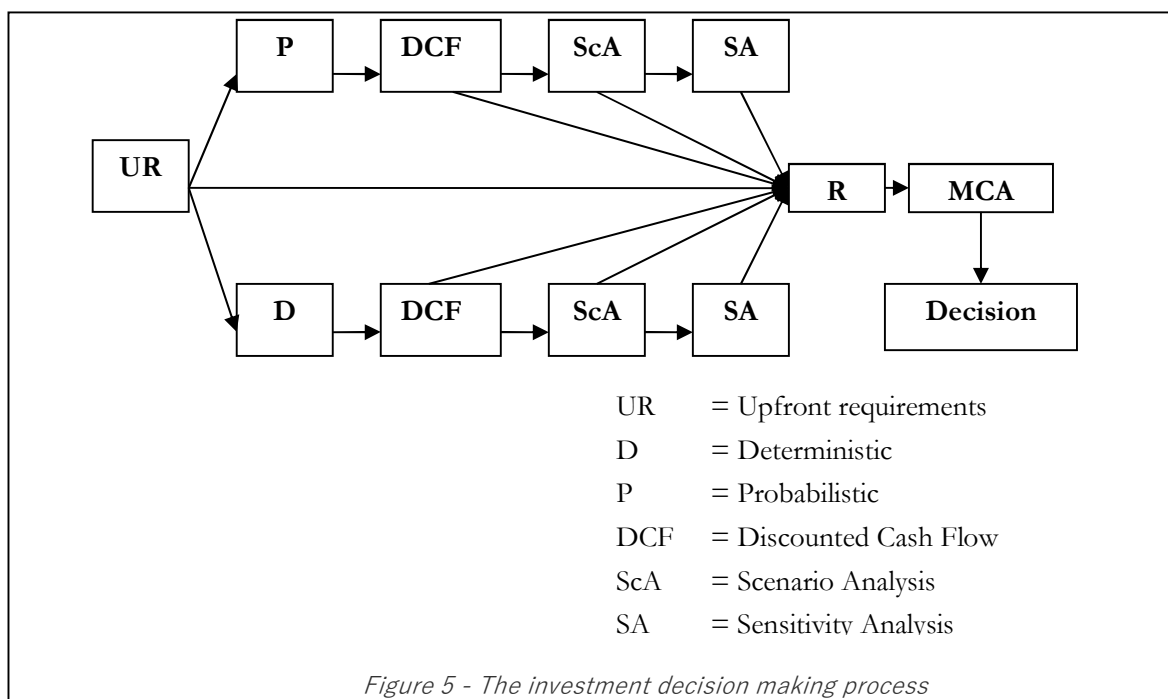 P DCF ScA SA
UR
R MCA
D DCF ScA SA Decision
UR = Upfront requirements
D = Deterministic
P = Probabilistic
DCF = Discounted Cash Flow
ScA = Scenario Analysis
SA = Sensitivity Analysis
Figure 5 - The investment decision making process